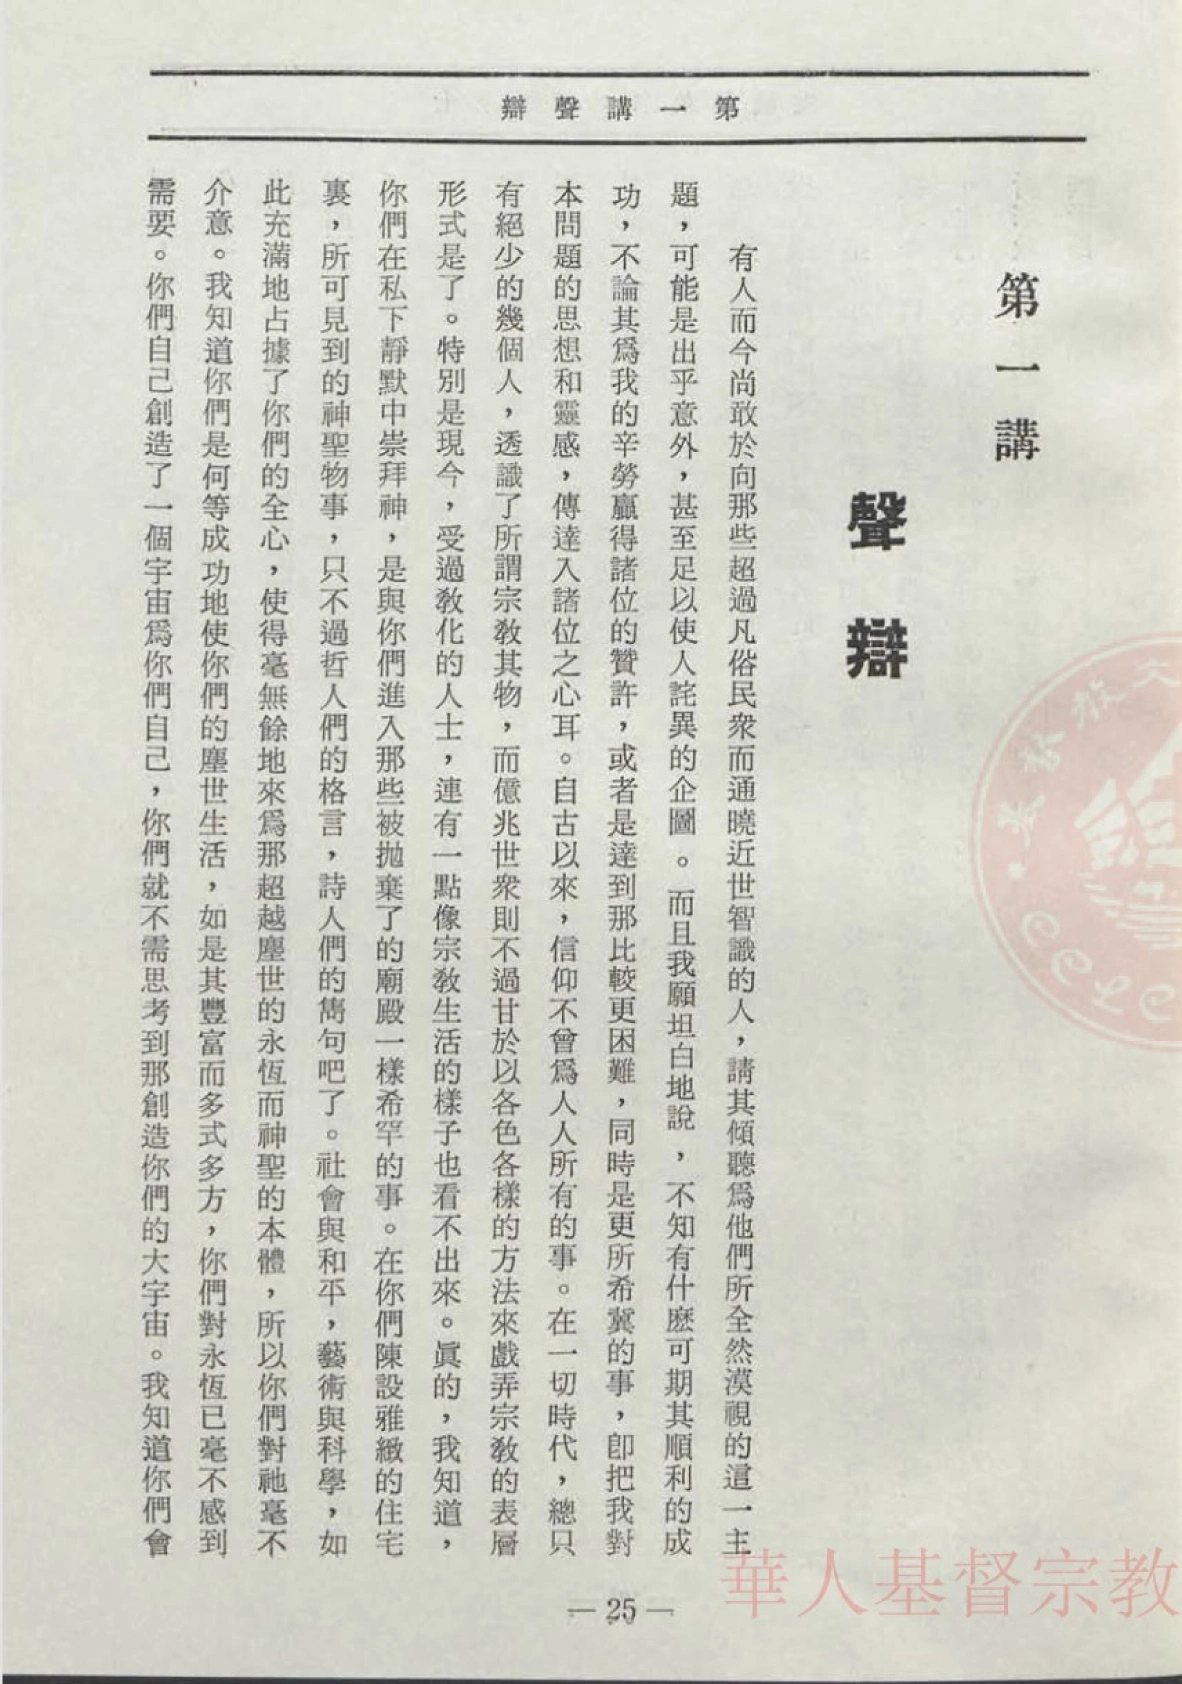 第一講聲辯
第一講
聲辯
有人而今尚敢於向那些超過凡俗民衆而通曉近世智識的人，請其傾聽爲他們所全然漠視的這一主
題，可能是出乎意外，甚至足以使人詫異的企圖。而且我願坦白地說，不知有什麽可期其順利的成
功，不論其爲我的辛勞贏得諸位的贊許，或者是達到那比較更困難，同時是更所希冀的事，卽把我對
本問題的思想和靈感，傳達入諸位之心耳。自古以來，信仰不曾爲人人所有的事。在一切時代，總只
有絕少的幾個人，透識了所謂宗教其物，而億兆世衆則不過甘於以各色各樣的方法來戲弄宗教的表層
形式是了。特別是現今，受過教化的人士，連有一點像宗教生活的樣子也看不出來。眞的，我知道，
你們在私下靜默中崇拜神，是與你們進入那些被拋棄了的廟殿一樣希罕的事。在你們陳設雅緻的住宅
裏，所可見到的神聖物事，只不過哲人們的格言，詩人們的雋句吧了。社會與和平，藝術與科學，如
此充滿地占據了你們的全心，使得毫無餘地來爲那超越塵世的永恆而神聖的本體，所以你們對祂毫不
介意。我知道你們是何等成功地使你們的塵世生活，如是其豐富而多式多方，你們對永恆已毫不感到
需要。你們自己創造了一個宇宙爲你們自己，你們就不需思考到那創造你們的大宇宙。我知道你們會
— 25 —
華人基督宗教